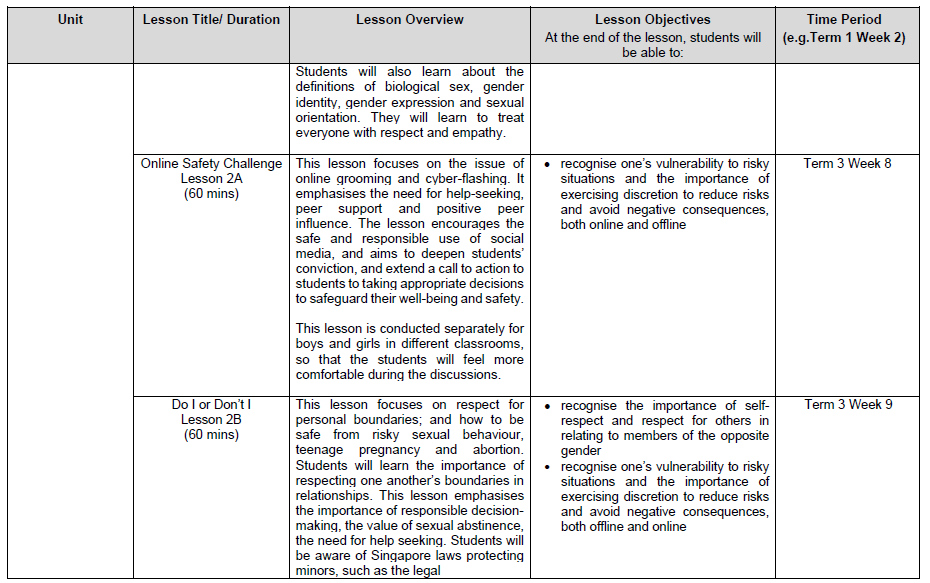 Unit
Lesson Title/ Duration
Lesson Overview
Lesson Objectives
At the end of the lesson, students will
be able to:
Time Period
(e.g.Term 1 Week 2)
Students will also learn about the
definitions of biological sex, gender
identity, gender expression and sexual
orientation. They will learn to treat
everyone with respect and empathy.
Online Safety Challenge
Lesson 2A
(60 mins)
This lesson focuses on the issue of
online grooming and cyber-flashing. It
emphasises the need for help-seeking,
peer support and positive peer
influence. The lesson encourages the
safe and responsible use of social
media, and aims to deepen students'
conviction, and extend a call to action to
students to taking appropriate decisions
to safeguard their well-being and safety.
This lesson is conducted separately for
boys and girls in different classrooms,
so that the students will feel more
comfortable during the discussions.
• recognise one's vulnerability to risky
situations and the importance of
exercising discretion to reduce risks
and avoid negative consequences,
both online and offline
Term 3 Week 8
Do I or Don't I
Lesson 2B
(60 mins)
This lesson focuses on respect for
personal boundaries; and how to be
safe from risky sexual behaviour,
teenage pregnancy and abortion.
Students will learn the importance of
respecting one another's boundaries in
relationships. This lesson emphasises
the importance of responsible decision-
making, the value of sexual abstinence,
the need for help seeking. Students will
be aware of Singapore laws protecting
minors, such as the legal
• recognise the importance of self-
respect and respect for others in
relating to members of the opposite
gender
• recognise one's vulnerability to risky
situations and the importance of
exercising discretion to reduce risks
and avoid negative consequences,
both offline and online
Term 3 Week 9